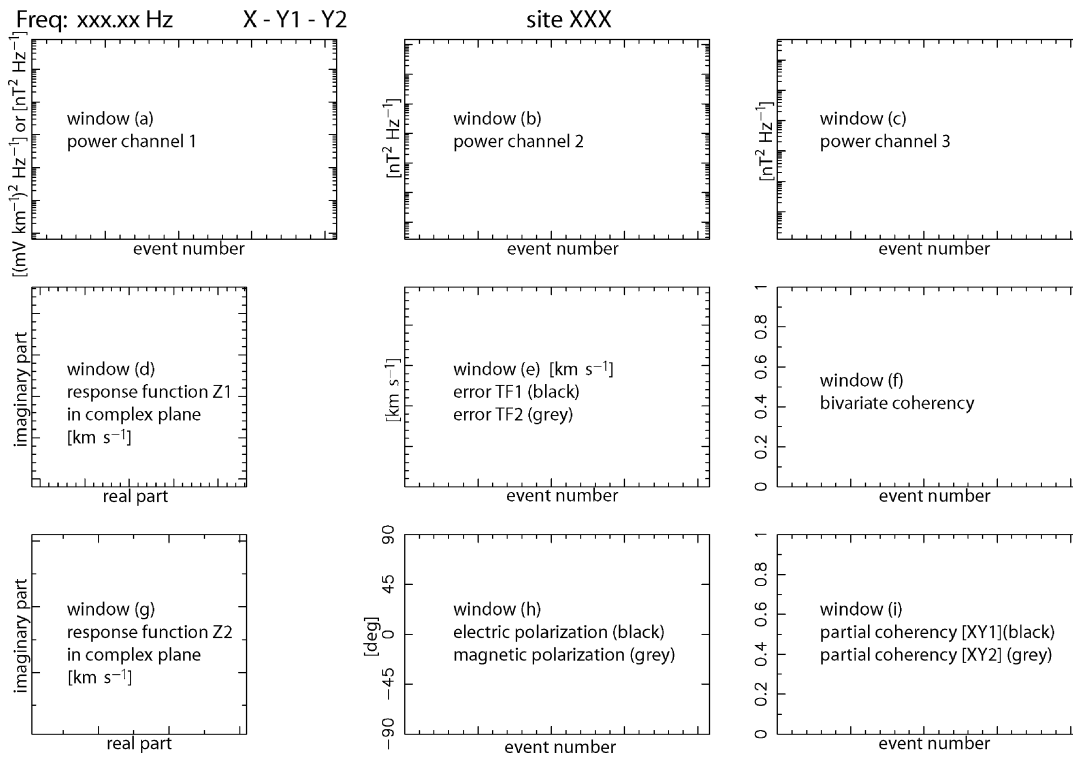 Freq: xxx.xx Hz X - Y1 - Y2 site XXX
[(mV km⁻¹)² Hz⁻¹] or [nT² Hz⁻¹]
window (a)
power channel 1
event number
[nT² Hz⁻¹]
window (b)
power channel 2
event number
[nT² Hz⁻¹]
window (c)
power channel 3
event number
imaginary part
window (d)
response function Z1
in complex plane
[km s⁻¹]
real part
[km s⁻¹]
window (e) [km s⁻¹]
error TF1 (black)
error TF2 (grey)
event number
1
0.8
0.6
0.4
0.2
0
window (f)
bivariate coherency
event number
imaginary part
window (g)
response function Z2
in complex plane
[km s⁻¹]
real part
[deg]
90
45
0
−45
−90
window (h)
electric polarization (black)
magnetic polarization (grey)
event number
1
0.8
0.6
0.4
0.2
0
window (i)
partial coherency [XY1](black)
partial coherency [XY2] (grey)
event number